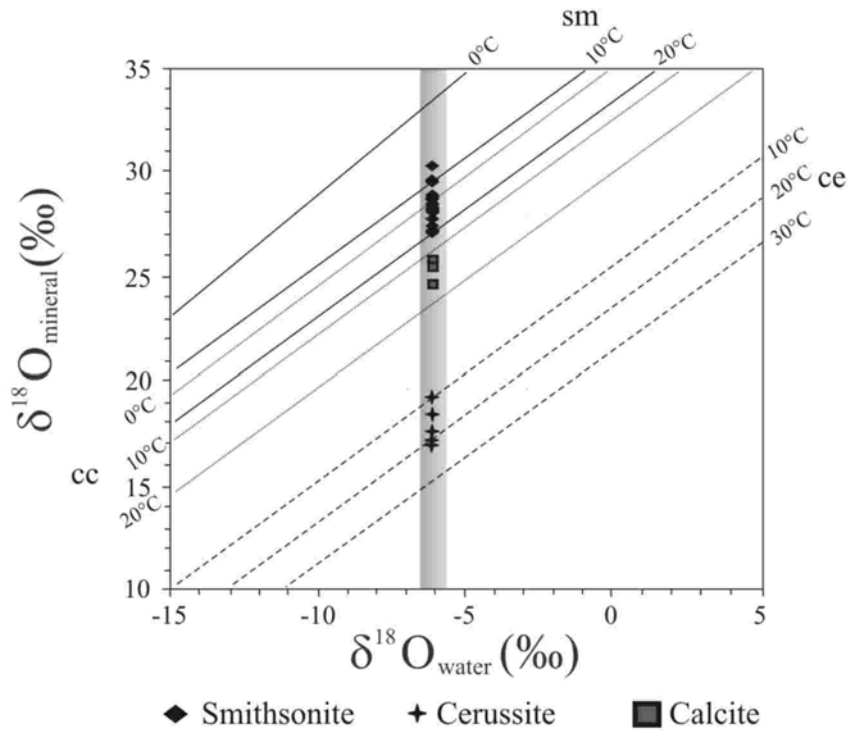 sm
0°C
10°C
20°C
35
30
25
20
15
10
δ¹⁸Omineral(‰)
10°C
20°C
30°C
ce
0°C
10°C
20°C
cc
-15
-10
-5
0
5
δ¹⁸Owater(‰)
Smithsonite
Cerussite
Calcite